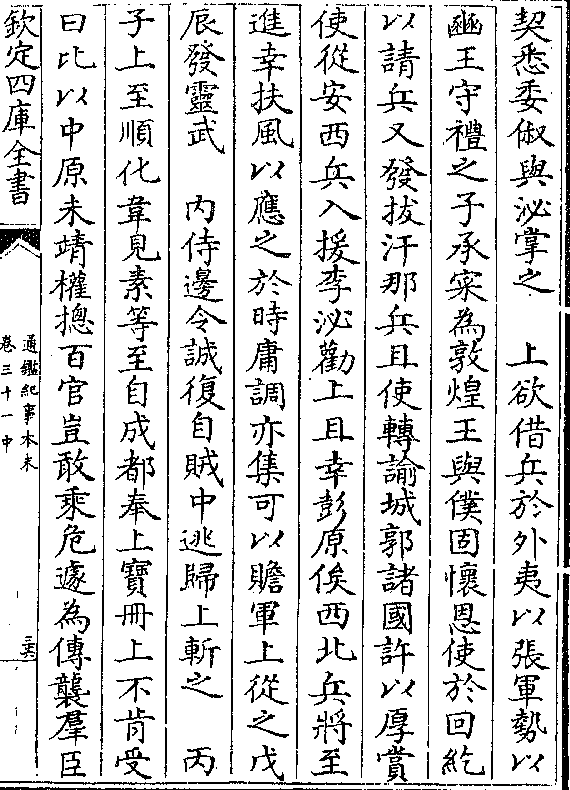 契悉委俶與泌掌之　　上欲借兵於外夷以張軍勢以
豳王守禮之子承寀為敦煌王與僕固懷恩使於回紇
以請兵又發拔汗那兵且使轉諭城郭諸國許以厚賞
使從安西兵入援李泌勸上且幸彭原俟西北兵將至
進幸扶風以應之於時庸調亦集可以贍軍上從之戊
辰發靈武　內侍邊令誠復自賊中逃歸上斬之　丙
子上至順化韋見素等至自成都奉上寶冊上不肯受
曰比以中原未靖權揔百官豈敢乘危遽為傳襲羣臣
欽定四庫全書
通鑑紀事本末
卷三十一中